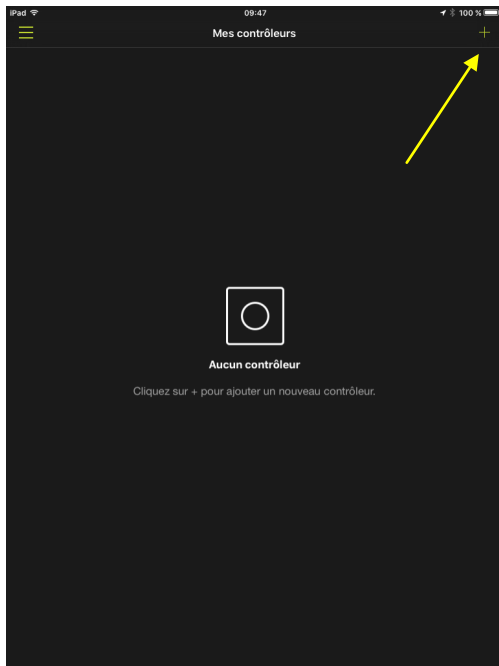 iPad 09:47 100 %
Mes contrôleurs +
Aucun contrôleur
Cliquez sur + pour ajouter un nouveau contrôleur.